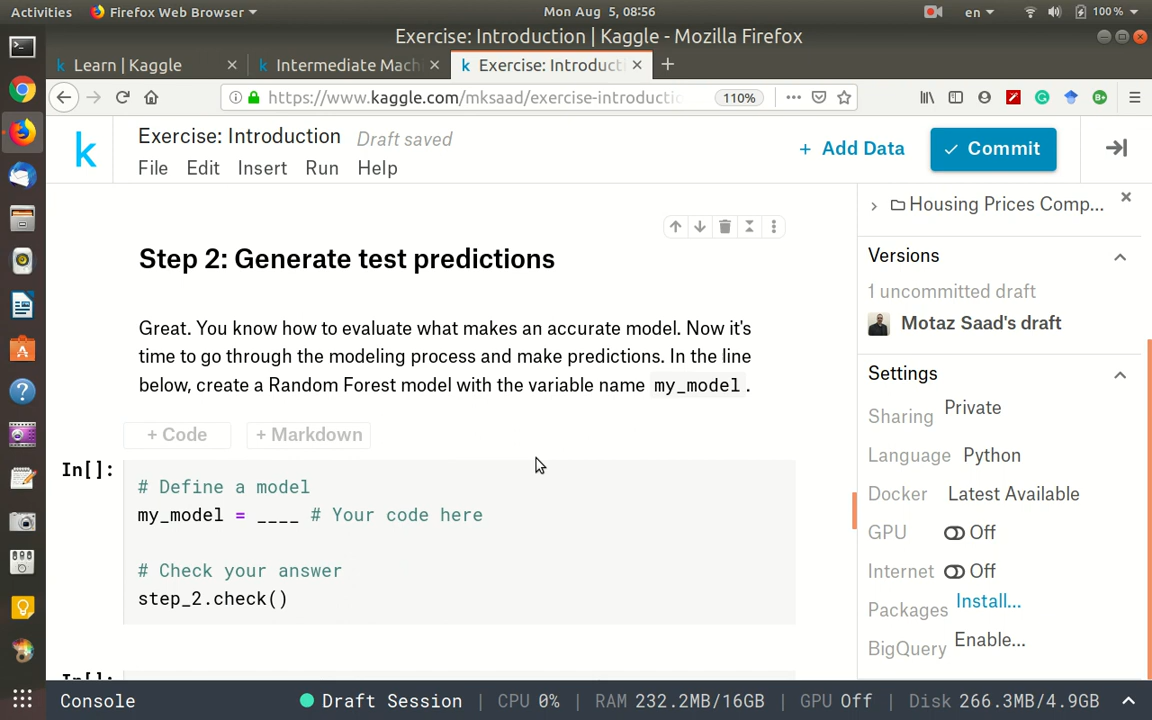 Activities Firefox Web Browser Mon Aug 5, 08:56 en 100%
Exercise: Introduction | Kaggle - Mozilla Firefox
k Learn | Kaggle × k Intermediate Mach × k Exercise: Introducti × +
https://www.kaggle.com/mksaad/exercise-introductio 110%
k Exercise: Introduction Draft saved
File Edit Insert Run Help
+ Add Data
Commit
Step 2: Generate test predictions
Great. You know how to evaluate what makes an accurate model. Now it's
time to go through the modeling process and make predictions. In the line
below, create a Random Forest model with the variable name my_model .
+ Code + Markdown
In[]:
# Define a model
my_model = ____ # Your code here
# Check your answer
step_2.check()
In[]:
Housing Prices Comp...
Versions
1 uncommitted draft
Motaz Saad's draft
Settings
Sharing Private
Language Python
Docker Latest Available
GPU Off
Internet Off
Packages Install...
BigQuery Enable...
Console Draft Session | CPU 0% | RAM 232.2MB/16GB | GPU Off | Disk 266.3MB/4.9GB